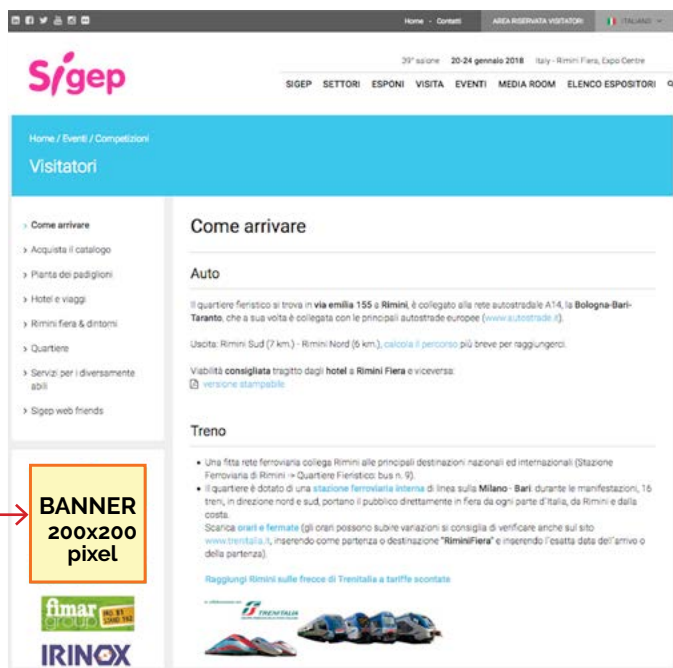 Home - Contatti
AREA RISERVATA VISITATORI
ITALIANO
Sigep
39° salone 20-24 gennaio 2018 Italy - Rimini Fiera, Expo Centre
SIGEP SETTORI ESPONI VISITA EVENTI MEDIA ROOM ELENCO ESPOSITORI
Home / Eventi / Competizioni
Visitatori
> Come arrivare
> Acquista il catalogo
> Pianta dei padiglioni
> Hotel e viaggi
> Rimini fiera & dintorni
> Quartiere
> Servizi per i diversamente
abili
> Sigep web friends
BANNER
200x200
pixel
fimar
group
IRINOX
Come arrivare
Auto
Il quartiere fieristico si trova in via emilia 155 a Rimini, è collegato alla rete autostradale A14, la Bologna-Bari-
Taranto, che a sua volta è collegata con le principali autostrade europee (www.autostrade.it).
Uscita: Rimini Sud (7 km.) - Rimini Nord (6 km.), calcola il percorso più breve per raggiungerci.
Viabilità consigliata tragitto dagli hotel a Rimini Fiera e viceversa:
versione stampabile
Treno
• Una fitta rete ferroviaria collega Rimini alle principali destinazioni nazionali ed internazionali (Stazione
Ferroviaria di Rimini -> Quartiere Fieristico: bus n. 9).
• Il quartiere è dotato di una stazione ferroviaria interna di linea sulla Milano - Bari: durante le manifestazioni, 16
treni, in direzione nord e sud, portano il pubblico direttamente in fiera da ogni parte d'Italia, da Rimini e dalla
costa.
Scarica orari e fermate (gli orari possono subire variazioni si consiglia di verificare anche sul sito
www.trenitalia.it, inserendo come partenza o destinazione "RiminiFiera" e inserendo l'esatta data dell'arrivo o
della partenza).
Raggiungi Rimini sulle frecce di Trenitalia a tariffe scontate
TRENITALIA